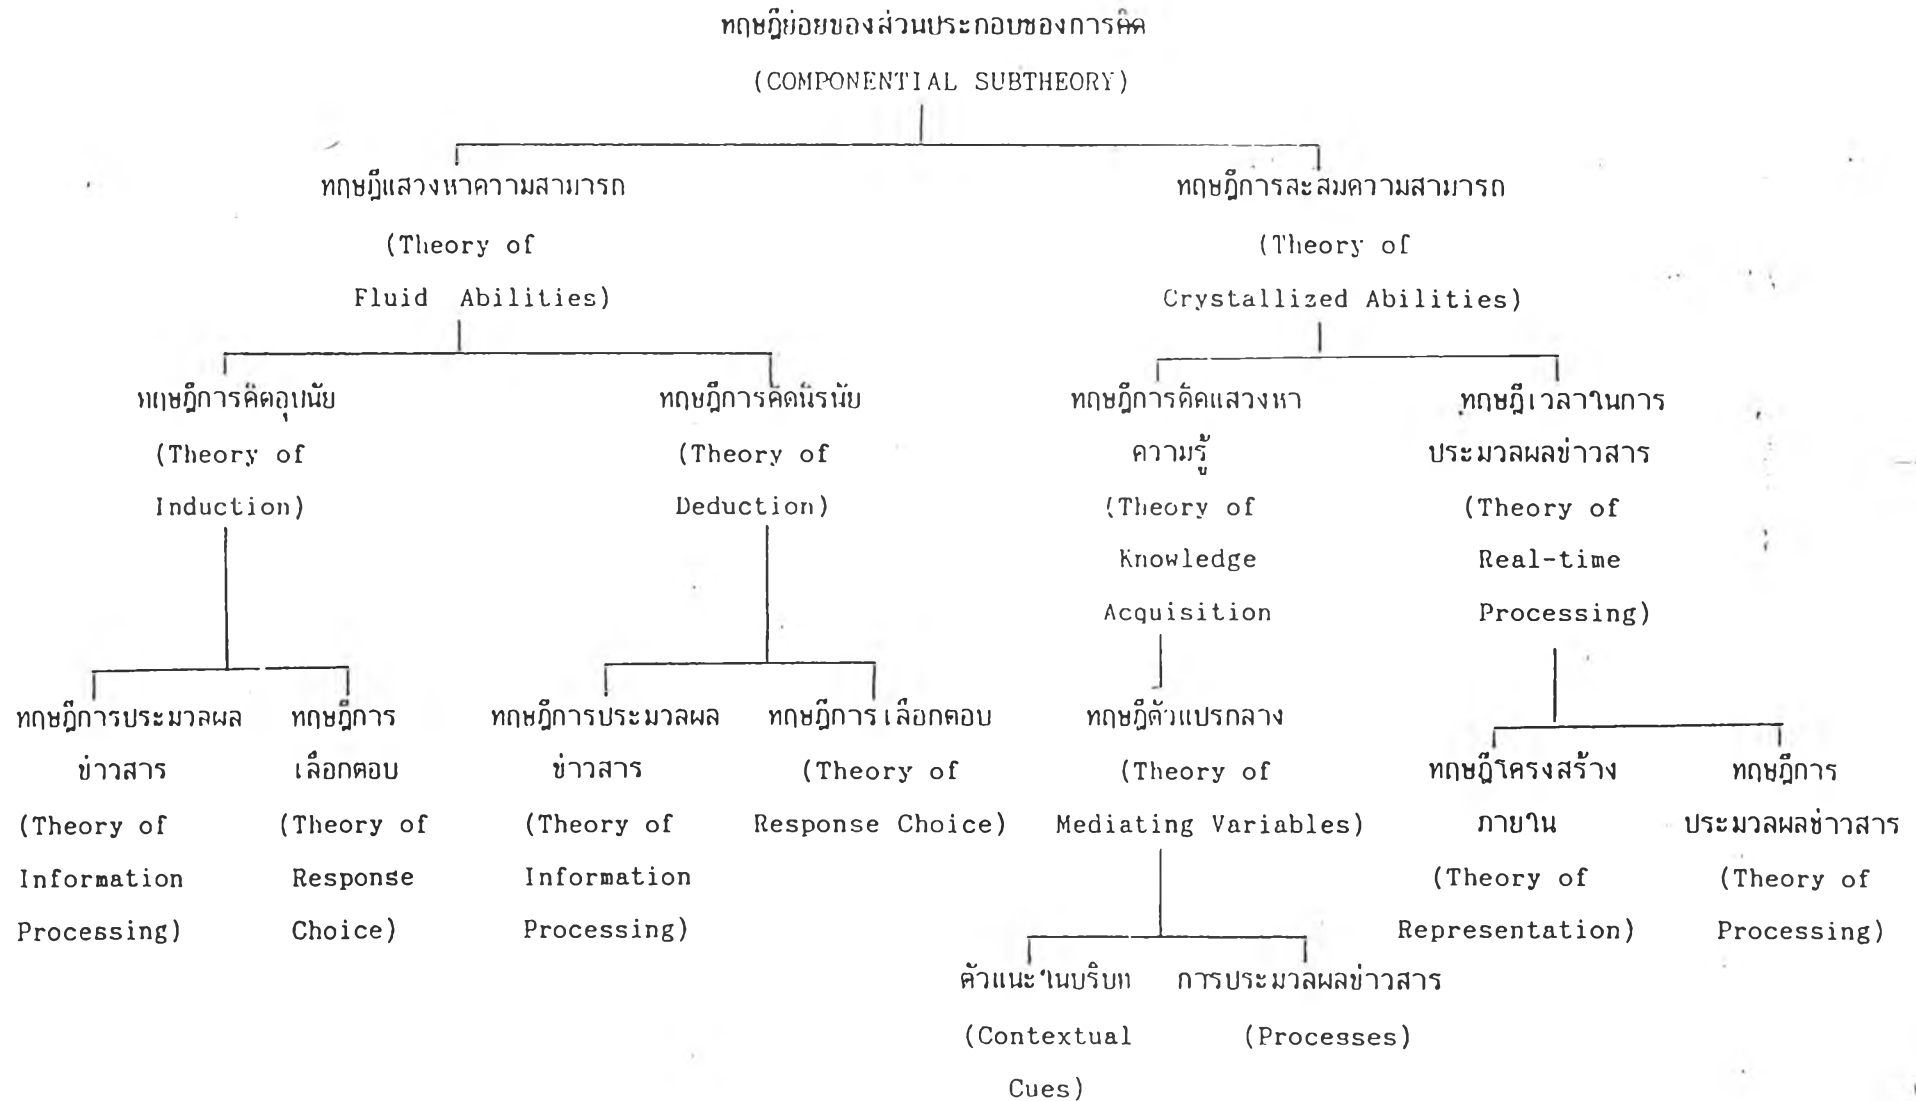 ทฤษฎีย่อยของส่วนประกอบของการคิด
(COMPONENTIAL SUBTHEORY)
ทฤษฎีแสวงหาความสามารถ
(Theory of
Fluid Abilities)
ทฤษฎีการสะสมความสามารถ
(Theory of
Crystallized Abilities)
ทฤษฎีการคิดอุปนัย
(Theory of
Induction)
ทฤษฎีการคิดนิรนัย
(Theory of
Deduction)
ทฤษฎีการคิดแสวงหา
ความรู้
(Theory of
Knowledge
Acquisition
ทฤษฎีเวลาในการ
ประมวลผลข่าวสาร
(Theory of
Real-time
Processing)
ทฤษฎีการประมวลผล
ข่าวสาร
(Theory of
Information
Processing)
ทฤษฎีการ
เลือกตอบ
(Theory of
Response
Choice)
ทฤษฎีการประมวลผล
ข่าวสาร
(Theory of
Information
Processing)
ทฤษฎีการเลือกตอบ
(Theory of
Response Choice)
ทฤษฎีตัวแปรกลาง
(Theory of
Mediating Variables)
ทฤษฎีโครงสร้าง
ภายใน
(Theory of
Representation)
ทฤษฎีการ
ประมวลผลข่าวสาร
(Theory of
Processing)
ตัวแนะในบริบท
(Contextual
Cues)
การประมวลผลข่าวสาร
(Processes)